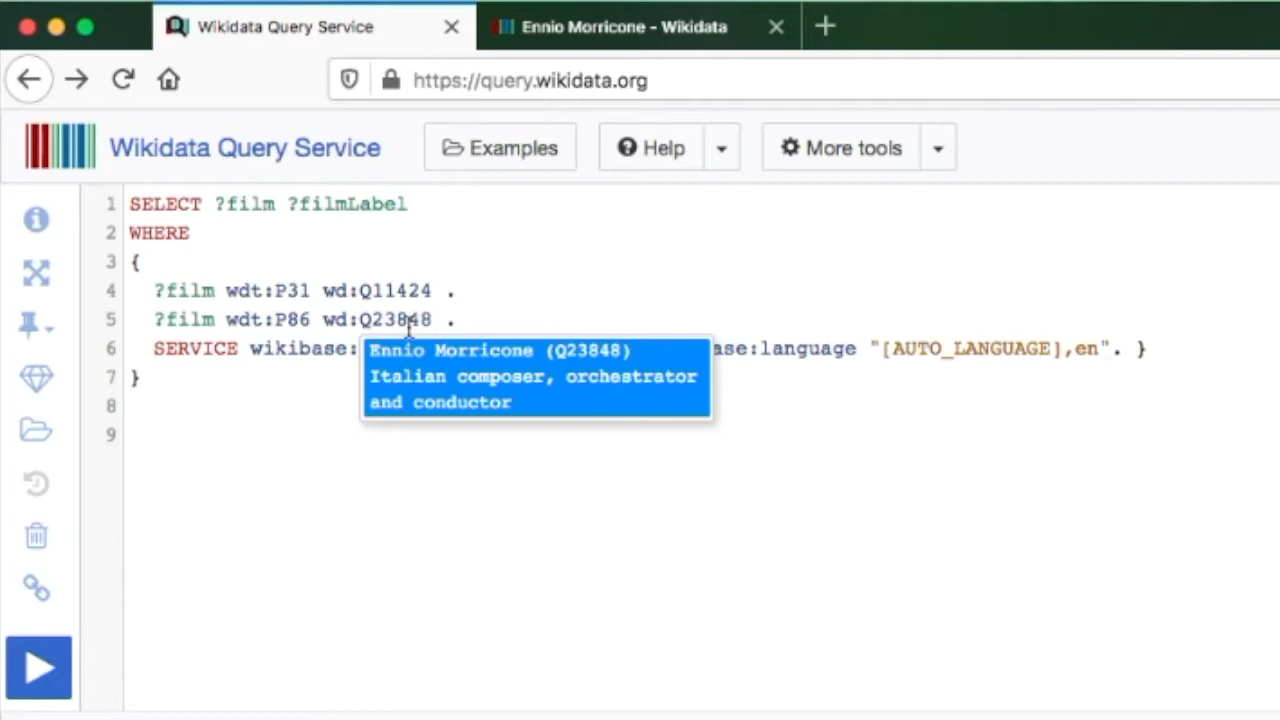 Wikidata Query Service
Ennio Morricone - Wikidata
https://query.wikidata.org
Wikidata Query Service
Examples
Help
More tools
1 SELECT ?film ?filmLabel
2 WHERE
3 {
4 ?film wdt:P31 wd:Q11424 .
5 ?film wdt:P86 wd:Q23848 .
6 SERVICE wikibase: ase:language "[AUTO_LANGUAGE],en". }
Ennio Morricone (Q23848)
Italian composer, orchestrator
and conductor
7 }
8
9